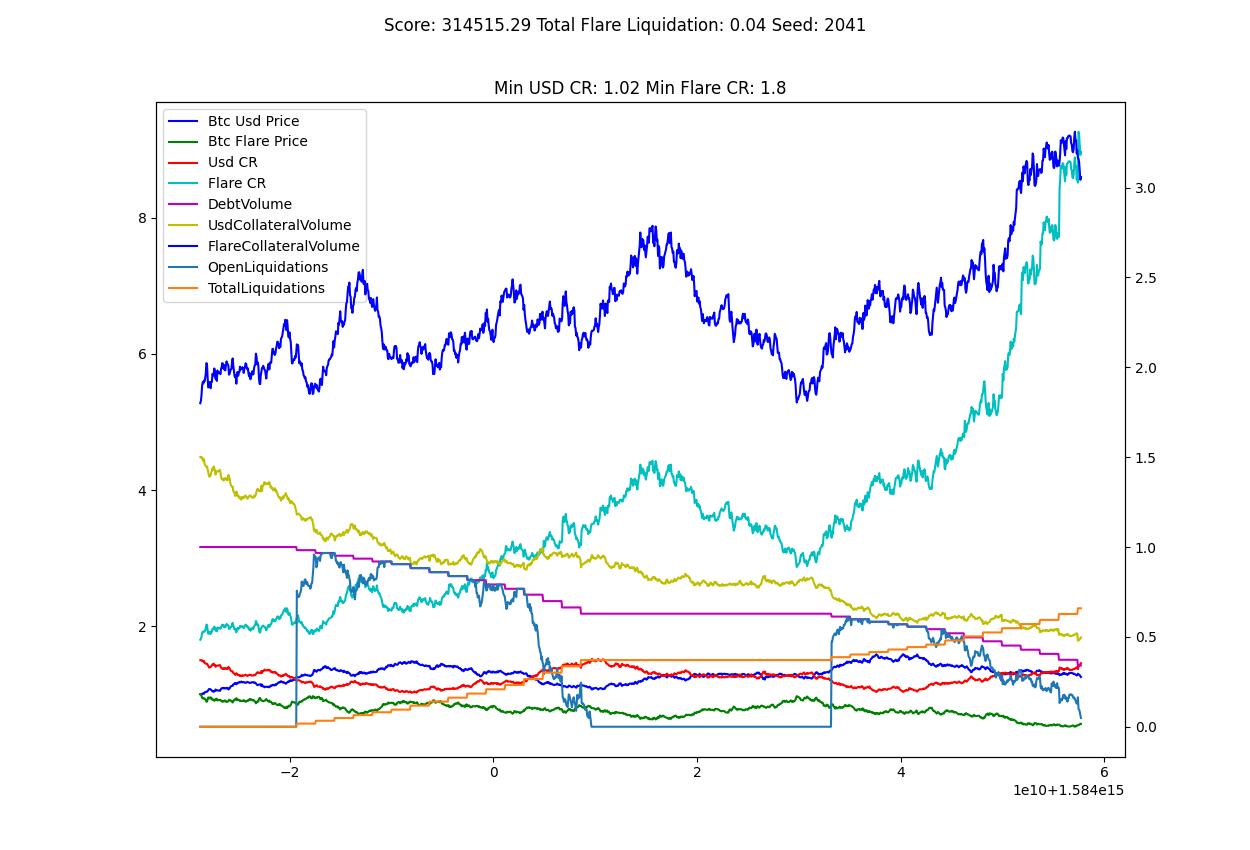 Score: 314515.29 Total Flare Liquidation: 0.04 Seed: 2041
Min USD CR: 1.02 Min Flare CR: 1.8
Btc Usd Price
Btc Flare Price
Usd CR
Flare CR
DebtVolume
UsdCollateralVolume
FlareCollateralVolume
OpenLiquidations
TotalLiquidations
8
6
4
2
3.0
2.5
2.0
1.5
1.0
0.5
0.0
−2 0 2 4 6
1e10+1.584e15